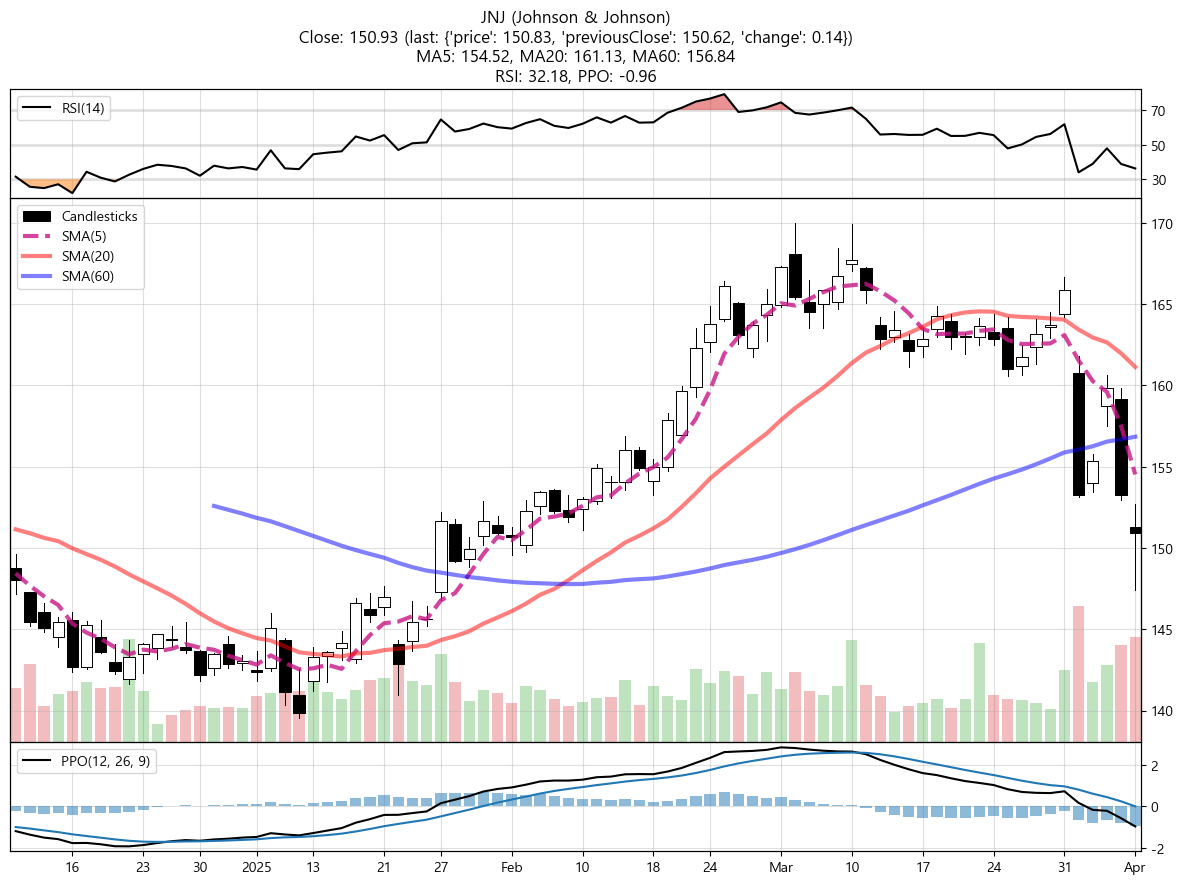 JNJ (Johnson & Johnson)
Close: 150.93 (last: {'price': 150.83, 'previousClose': 150.62, 'change': 0.14})
MA5: 154.52, MA20: 161.13, MA60: 156.84
RSI: 32.18, PPO: -0.96
RSI(14)
70
50
30
Candlesticks
SMA(5)
SMA(20)
SMA(60)
170
165
160
155
150
145
140
PPO(12, 26, 9)
2
0
-2
16 23 30 2025 13 21 27 Feb 10 18 24 Mar 10 17 24 31 Apr